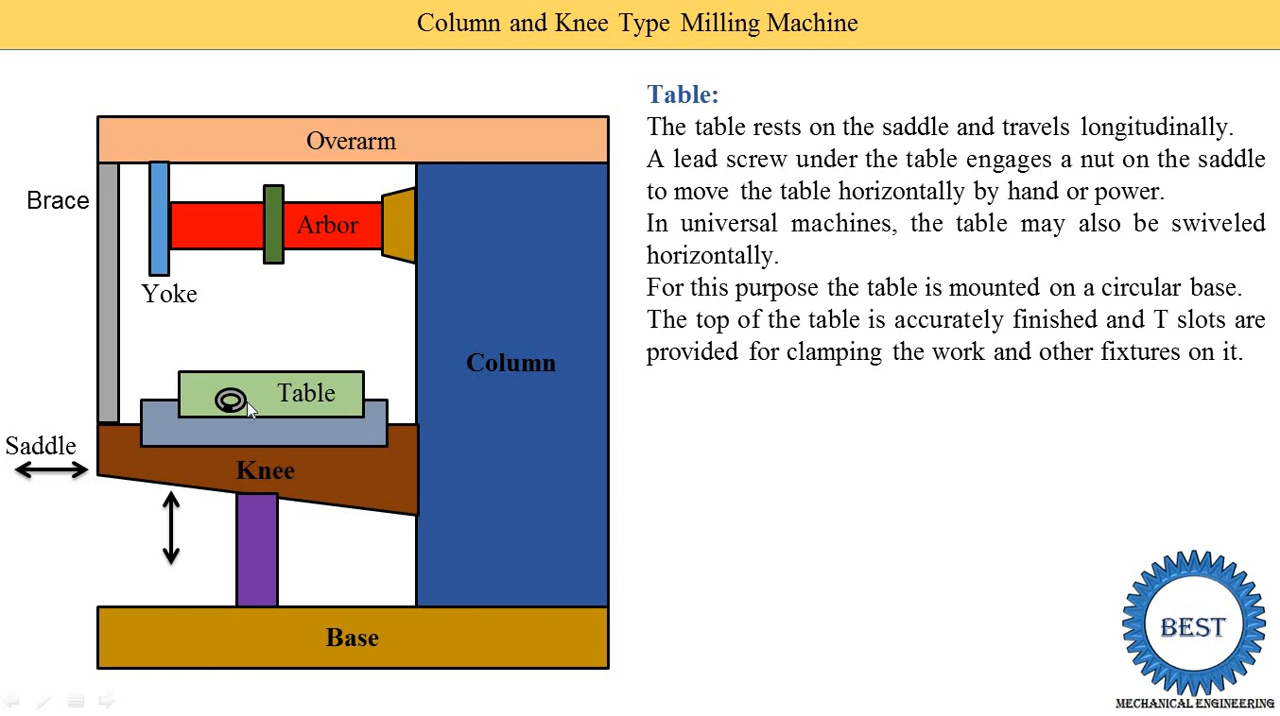 Column and Knee Type Milling Machine
Overarm
Brace
Arbor
Yoke
Column
Table
Saddle
Knee
Base
Table:
The table rests on the saddle and travels longitudinally.
A lead screw under the table engages a nut on the saddle
to move the table horizontally by hand or power.
In universal machines, the table may also be swiveled
horizontally.
For this purpose the table is mounted on a circular base.
The top of the table is accurately finished and T slots are
provided for clamping the work and other fixtures on it.
BEST
MECHANICAL ENGINEERING